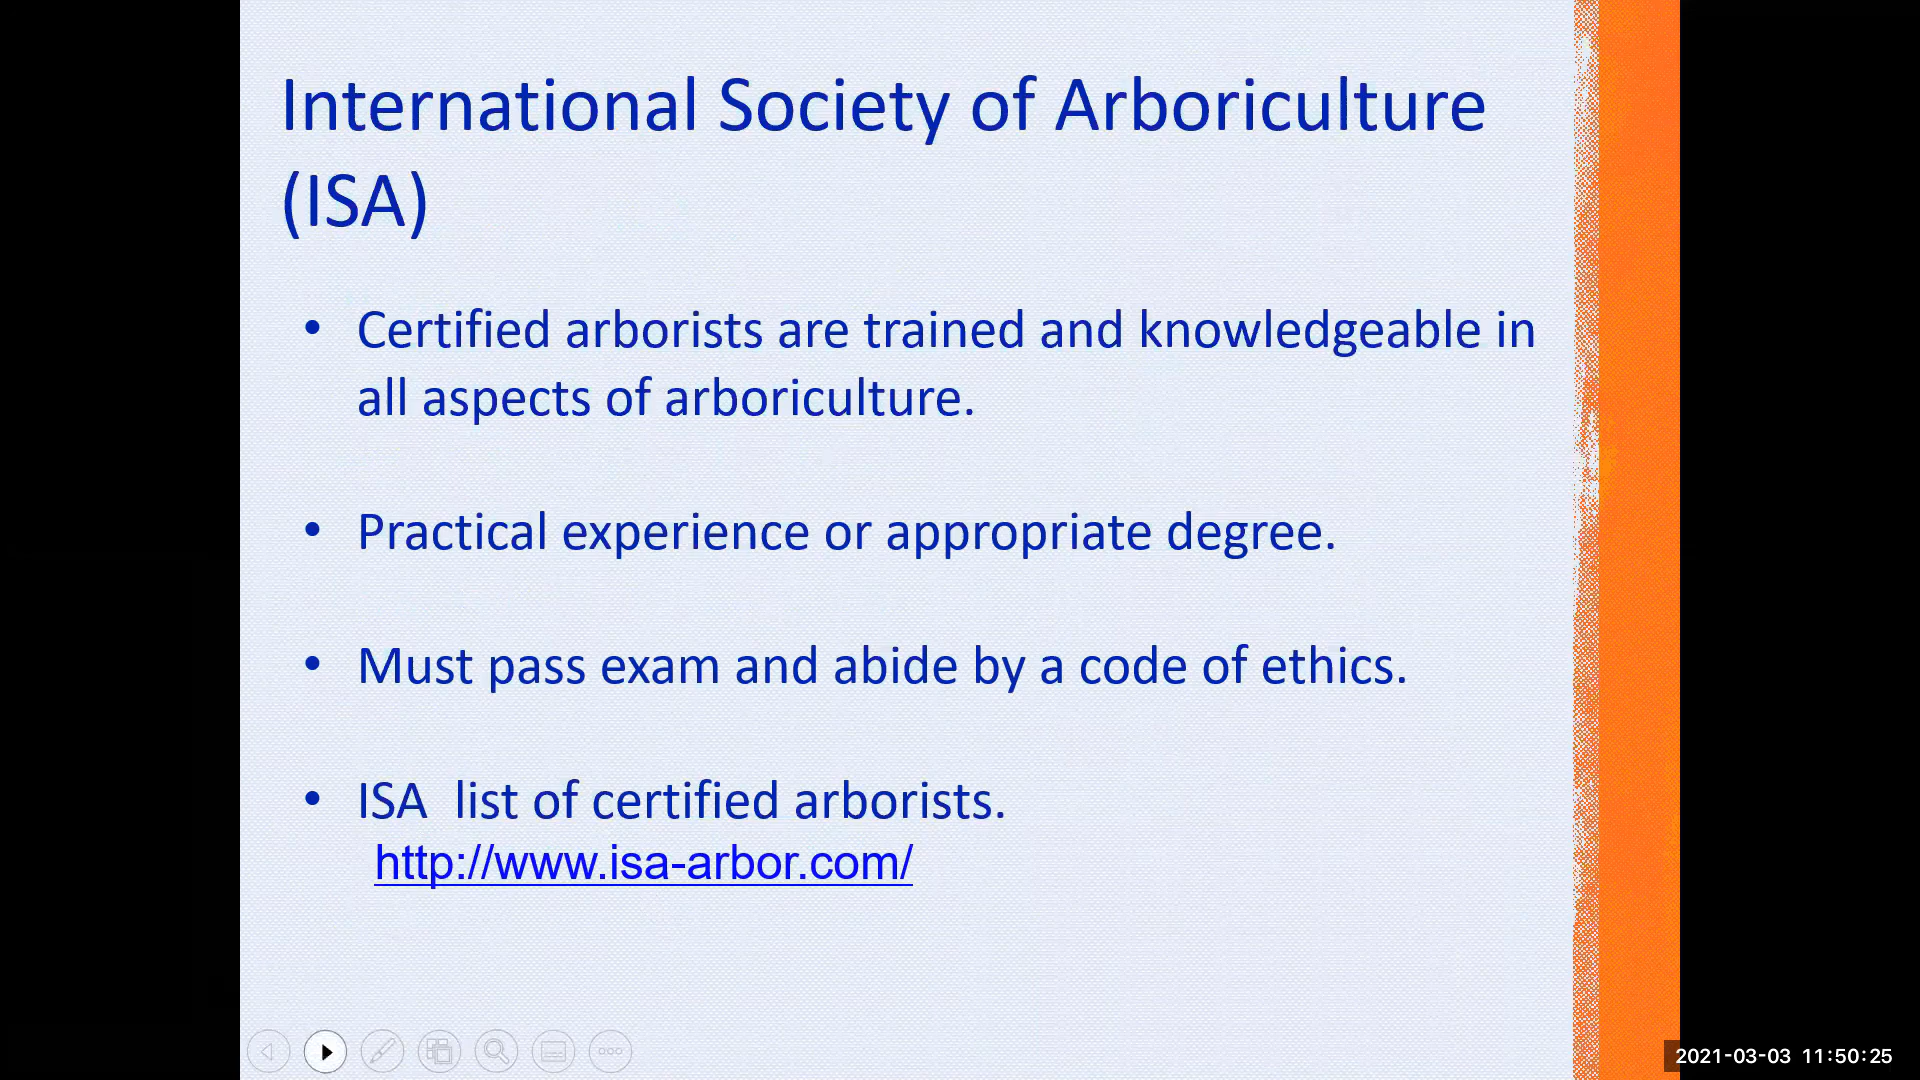 International Society of Arboriculture
(ISA)
• Certified arborists are trained and knowledgeable in
all aspects of arboriculture.
• Practical experience or appropriate degree.
• Must pass exam and abide by a code of ethics.
• ISA  list of certified arborists.
http://www.isa-arbor.com/
2021-03-03 11:50:25